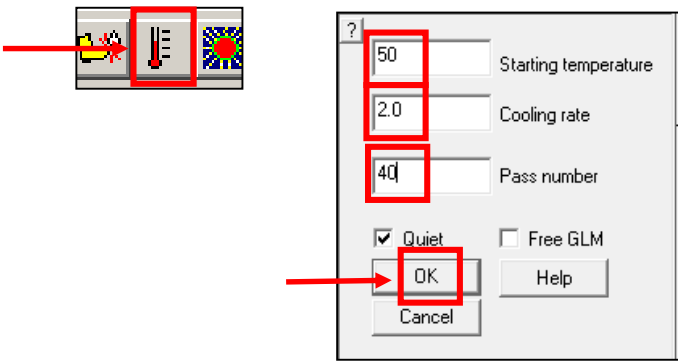 ?
50 Starting temperature
2.0 Cooling rate
40 Pass number
Quiet Free GLM
OK Help
Cancel